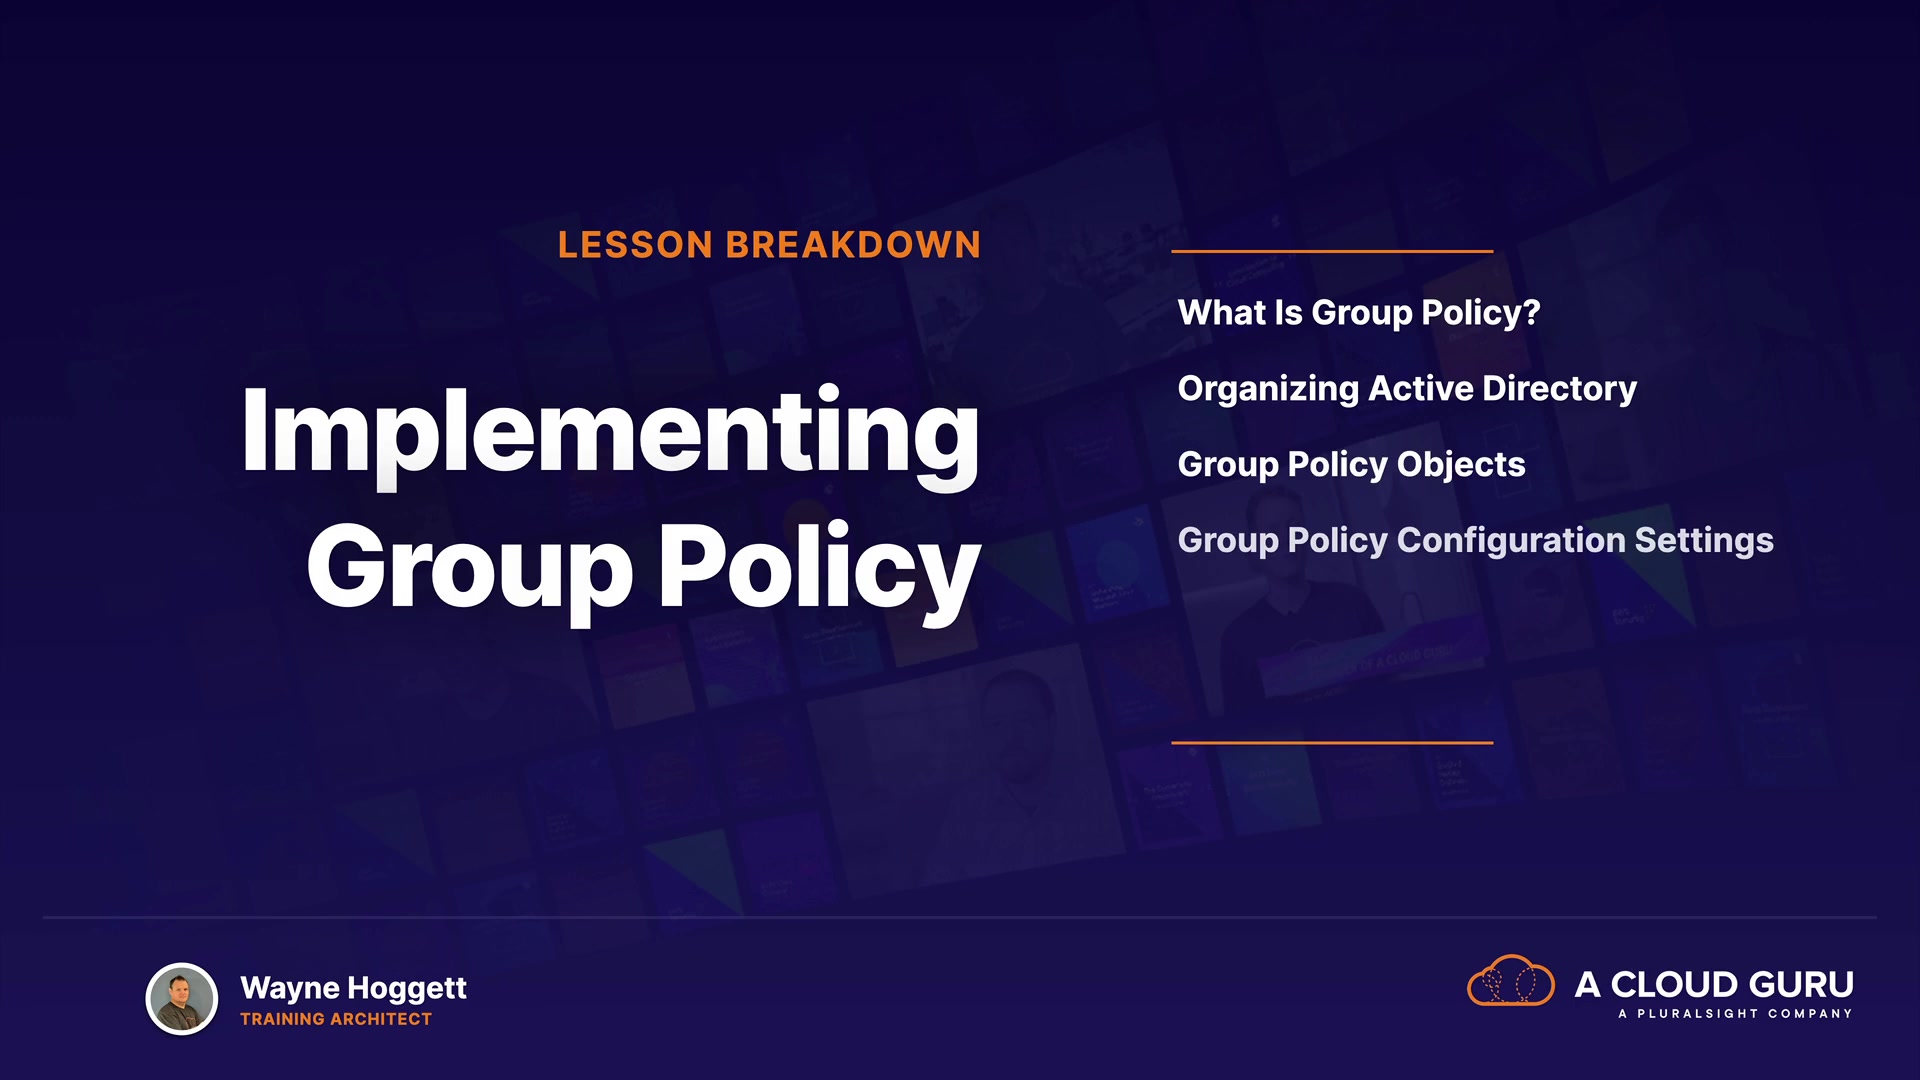 LESSON BREAKDOWN
Implementing
Group Policy
What Is Group Policy?
Organizing Active Directory
Group Policy Objects
Group Policy Configuration Settings
Wayne Hoggett
TRAINING ARCHITECT
A CLOUD GURU
A PLURALSIGHT COMPANY